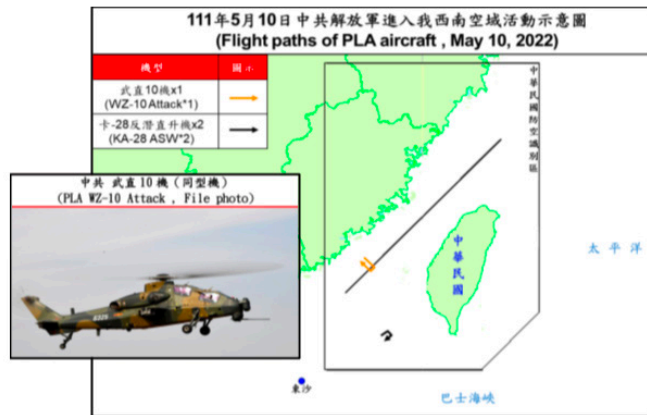 111年5月10日中共解放軍進入我西南空域活動示意圖
(Flight paths of PLA aircraft , May 10, 2022)
機型
圖示
武直10機x1
(WZ-10 Attack*1)
卡-28反潛直升機x2
(KA-28 ASW*2)
中共 武直10機（同型機）
(PLA WZ-10 Attack , File photo)
中華民國防空識別區
中華民國
太平洋
東沙
巴士海峽